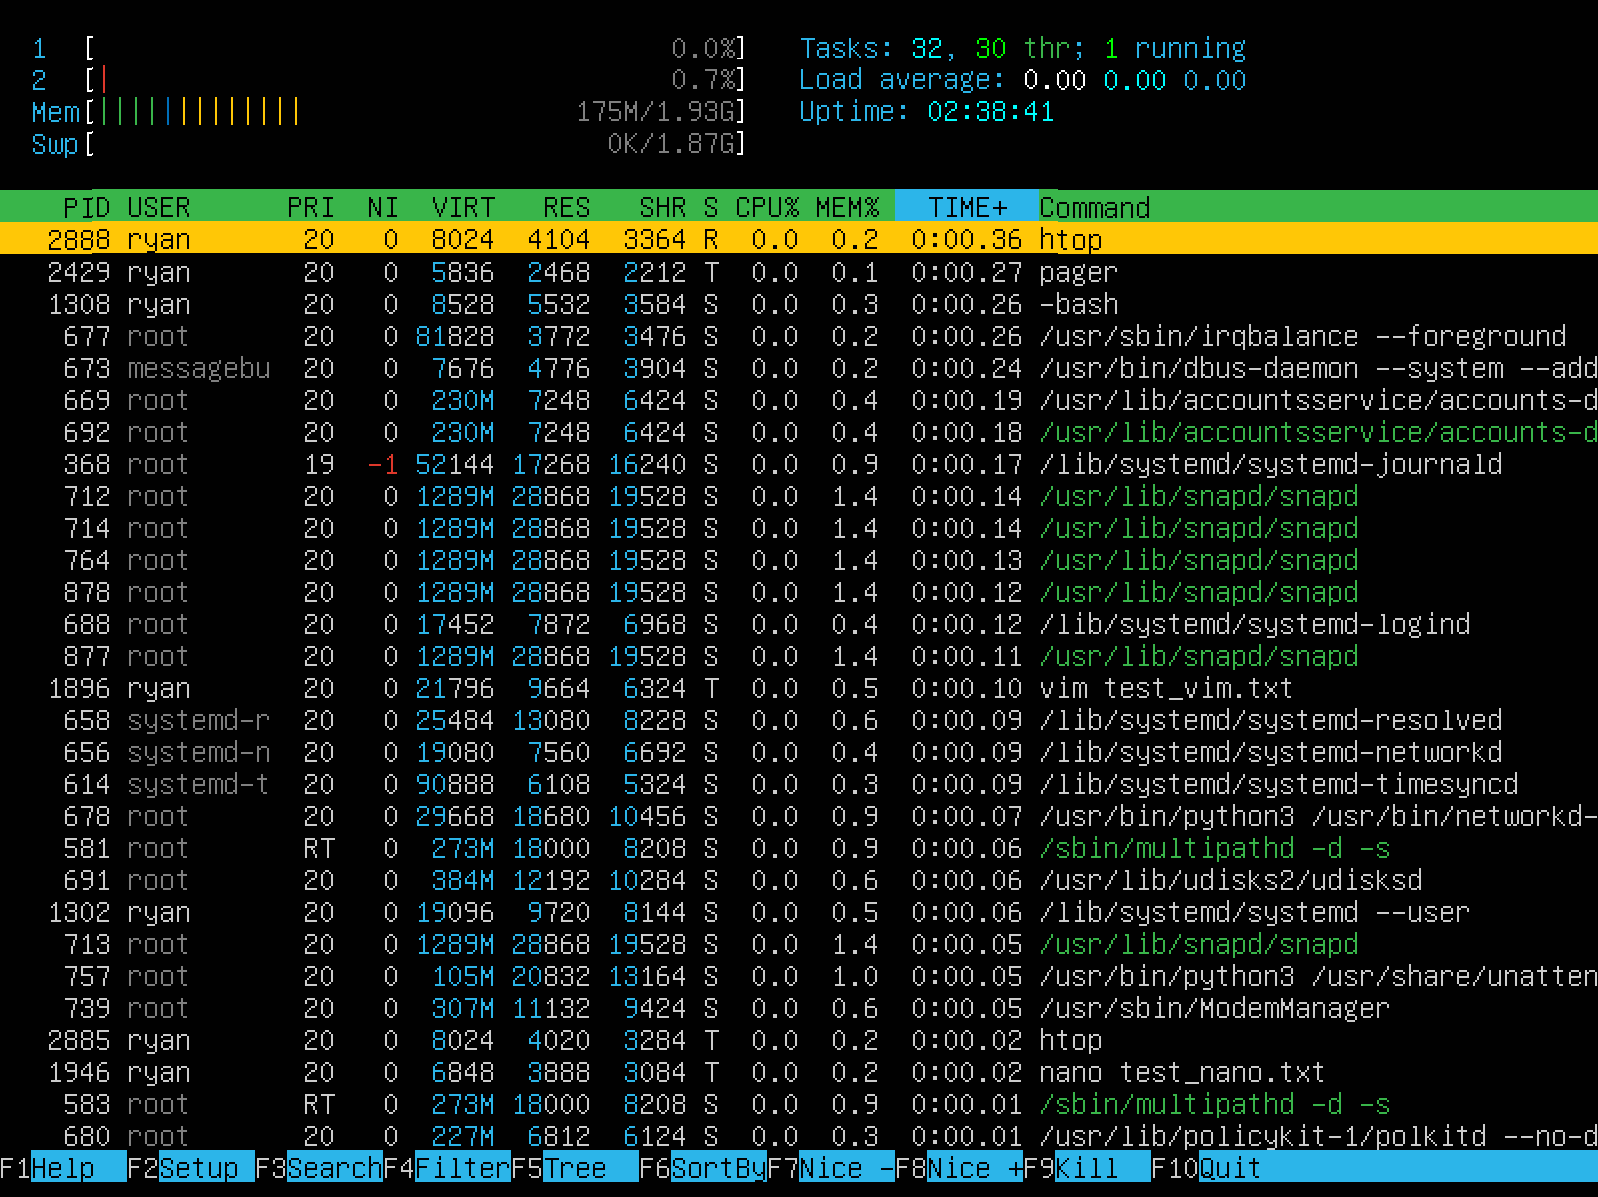 1 [ 0.0%] Tasks: 32, 30 thr; 1 running
2 [| 0.7%] Load average: 0.00 0.00 0.00
Mem[||||||||||||| 175M/1.93G] Uptime: 02:38:41
Swp[ 0K/1.87G]
PID USER PRI NI VIRT RES SHR S CPU% MEM% TIME+ Command
2888 ryan 20 0 8024 4104 3364 R 0.0 0.2 0:00.36 htop
2429 ryan 20 0 5836 2468 2212 T 0.0 0.1 0:00.27 pager
1308 ryan 20 0 8528 5532 3584 S 0.0 0.3 0:00.26 -bash
677 root 20 0 81828 3772 3476 S 0.0 0.2 0:00.26 /usr/sbin/irqbalance --foreground
673 messagebu 20 0 7676 4776 3904 S 0.0 0.2 0:00.24 /usr/bin/dbus-daemon --system --add
669 root 20 0 230M 7248 6424 S 0.0 0.4 0:00.19 /usr/lib/accountsservice/accounts-d
692 root 20 0 230M 7248 6424 S 0.0 0.4 0:00.18 /usr/lib/accountsservice/accounts-d
368 root 19 -1 52144 17268 16240 S 0.0 0.9 0:00.17 /lib/systemd/systemd-journald
712 root 20 0 1289M 28868 19528 S 0.0 1.4 0:00.14 /usr/lib/snapd/snapd
714 root 20 0 1289M 28868 19528 S 0.0 1.4 0:00.14 /usr/lib/snapd/snapd
764 root 20 0 1289M 28868 19528 S 0.0 1.4 0:00.13 /usr/lib/snapd/snapd
878 root 20 0 1289M 28868 19528 S 0.0 1.4 0:00.12 /usr/lib/snapd/snapd
688 root 20 0 17452 7872 6968 S 0.0 0.4 0:00.12 /lib/systemd/systemd-logind
877 root 20 0 1289M 28868 19528 S 0.0 1.4 0:00.11 /usr/lib/snapd/snapd
1896 ryan 20 0 21796 9664 6324 T 0.0 0.5 0:00.10 vim test_vim.txt
658 systemd-r 20 0 25484 13080 8228 S 0.0 0.6 0:00.09 /lib/systemd/systemd-resolved
656 systemd-n 20 0 19080 7560 6692 S 0.0 0.4 0:00.09 /lib/systemd/systemd-networkd
614 systemd-t 20 0 90888 6108 5324 S 0.0 0.3 0:00.09 /lib/systemd/systemd-timesyncd
678 root 20 0 29668 18680 10456 S 0.0 0.9 0:00.07 /usr/bin/python3 /usr/bin/networkd-
581 root RT 0 273M 18000 8208 S 0.0 0.9 0:00.06 /sbin/multipathd -d -s
691 root 20 0 384M 12192 10284 S 0.0 0.6 0:00.06 /usr/lib/udisks2/udisksd
1302 ryan 20 0 19096 9720 8144 S 0.0 0.5 0:00.06 /lib/systemd/systemd --user
713 root 20 0 1289M 28868 19528 S 0.0 1.4 0:00.05 /usr/lib/snapd/snapd
757 root 20 0 105M 20832 13164 S 0.0 1.0 0:00.05 /usr/bin/python3 /usr/share/unatten
739 root 20 0 307M 11132 9424 S 0.0 0.6 0:00.05 /usr/sbin/ModemManager
2885 ryan 20 0 8024 4020 3284 T 0.0 0.2 0:00.02 htop
1946 ryan 20 0 6848 3888 3084 T 0.0 0.2 0:00.02 nano test_nano.txt
583 root RT 0 273M 18000 8208 S 0.0 0.9 0:00.01 /sbin/multipathd -d -s
680 root 20 0 227M 6812 6124 S 0.0 0.3 0:00.01 /usr/lib/policykit-1/polkitd --no-d
F1Help F2Setup F3SearchF4FilterF5Tree F6SortByF7Nice -F8Nice +F9Kill F10Quit